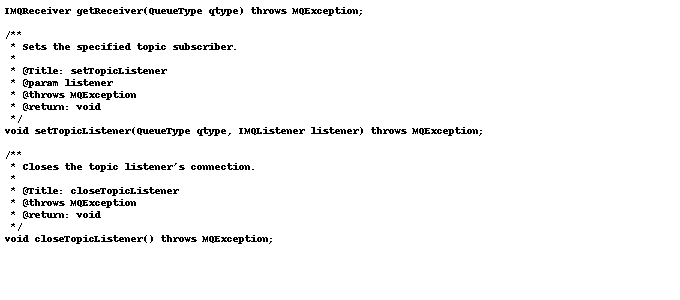 IMQReceiver getReceiver(QueueType qtype) throws MQException;
/**
* Sets the specified topic subscriber.
*
* @Title: setTopicListener
* @param listener
* @throws MQException
* @return: void
*/
void setTopicListener(QueueType qtype, IMQListener listener) throws MQException;
/**
* Closes the topic listener's connection.
*
* @Title: closeTopicListener
* @throws MQException
* @return: void
*/
void closeTopicListener() throws MQException;